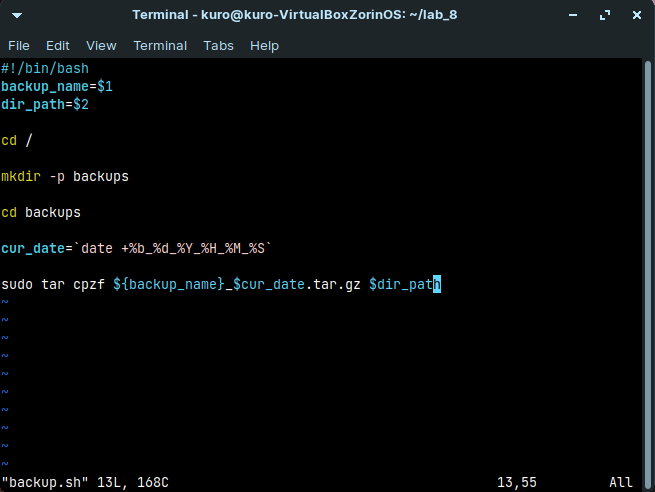 Terminal - kuro@kuro-VirtualBoxZorinOS: ~/lab_8
File Edit View Terminal Tabs Help
#!/bin/bash
backup_name=$1
dir_path=$2
cd /
mkdir -p backups
cd backups
cur_date=`date +%b_%d_%Y_%H_%M_%S`
sudo tar cpzf ${backup_name}_$cur_date.tar.gz $dir_path
~
~
~
~
~
~
~
~
~
~
"backup.sh" 13L, 168C 13,55 All